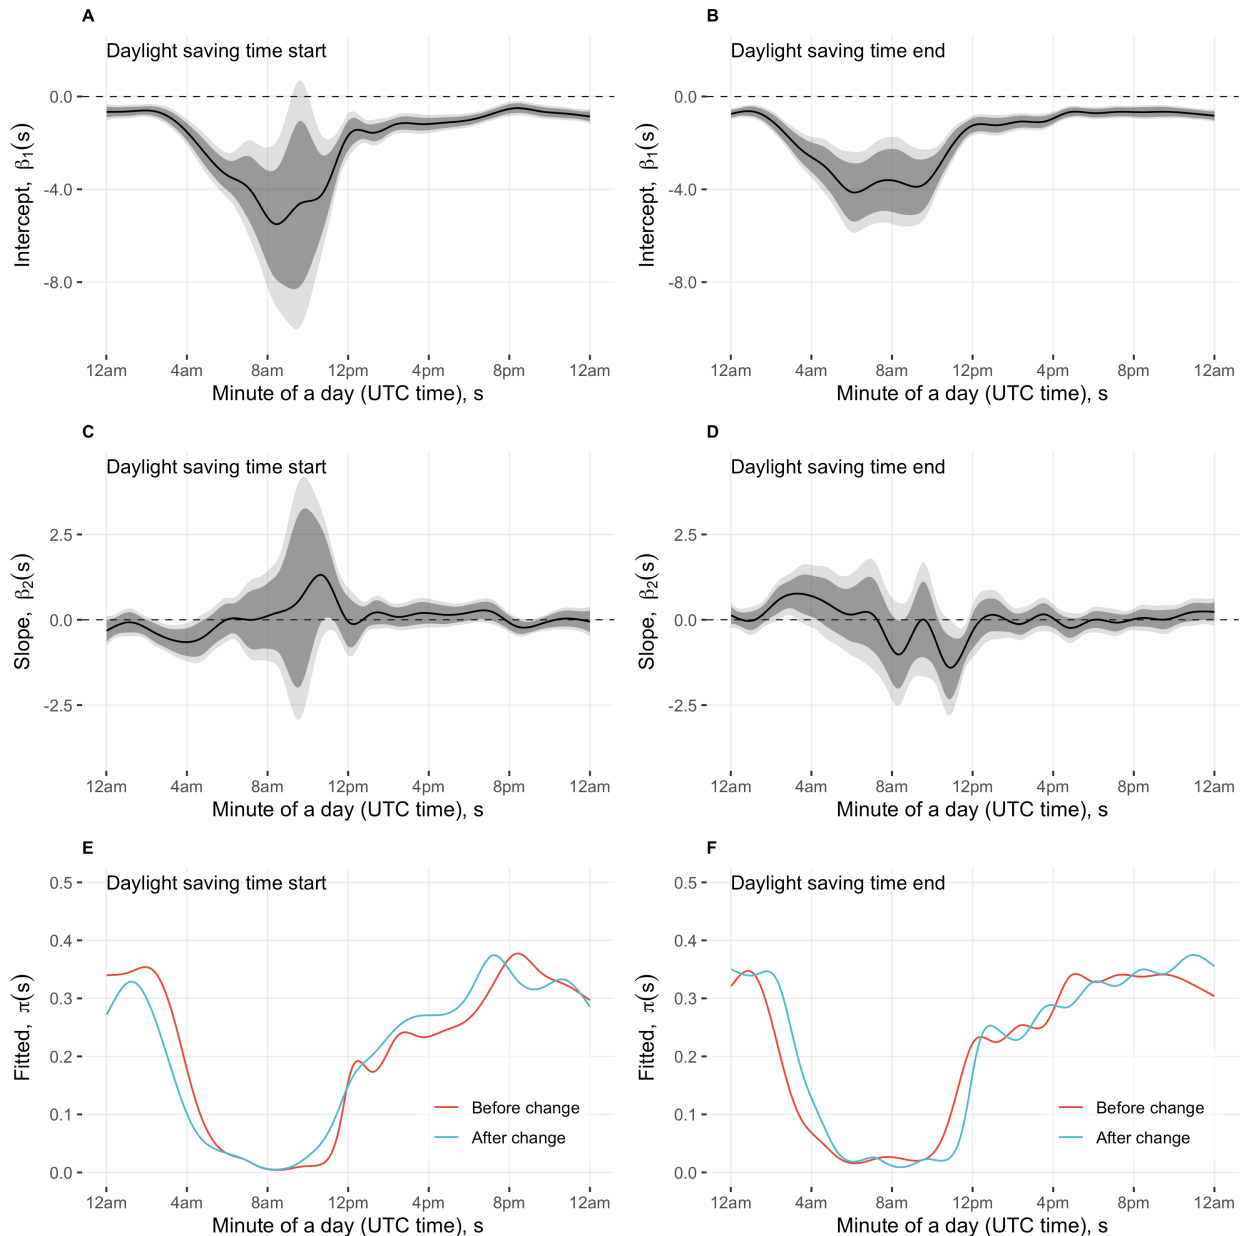 A
Daylight saving time start
0.0
-4.0
-8.0
Intercept, β₁(s)
12am 4am 8am 12pm 4pm 8pm 12am
Minute of a day (UTC time), s
B
Daylight saving time end
0.0
-4.0
-8.0
Intercept, β₁(s)
12am 4am 8am 12pm 4pm 8pm 12am
Minute of a day (UTC time), s
C
Daylight saving time start
2.5
0.0
-2.5
Slope, β₂(s)
12am 4am 8am 12pm 4pm 8pm 12am
Minute of a day (UTC time), s
D
Daylight saving time end
2.5
0.0
-2.5
Slope, β₂(s)
12am 4am 8am 12pm 4pm 8pm 12am
Minute of a day (UTC time), s
E
Daylight saving time start
0.5
0.4
0.3
0.2
0.1
0.0
Fitted, π(s)
Before change
After change
12am 4am 8am 12pm 4pm 8pm 12am
Minute of a day (UTC time), s
F
Daylight saving time end
0.5
0.4
0.3
0.2
0.1
0.0
Fitted, π(s)
Before change
After change
12am 4am 8am 12pm 4pm 8pm 12am
Minute of a day (UTC time), s